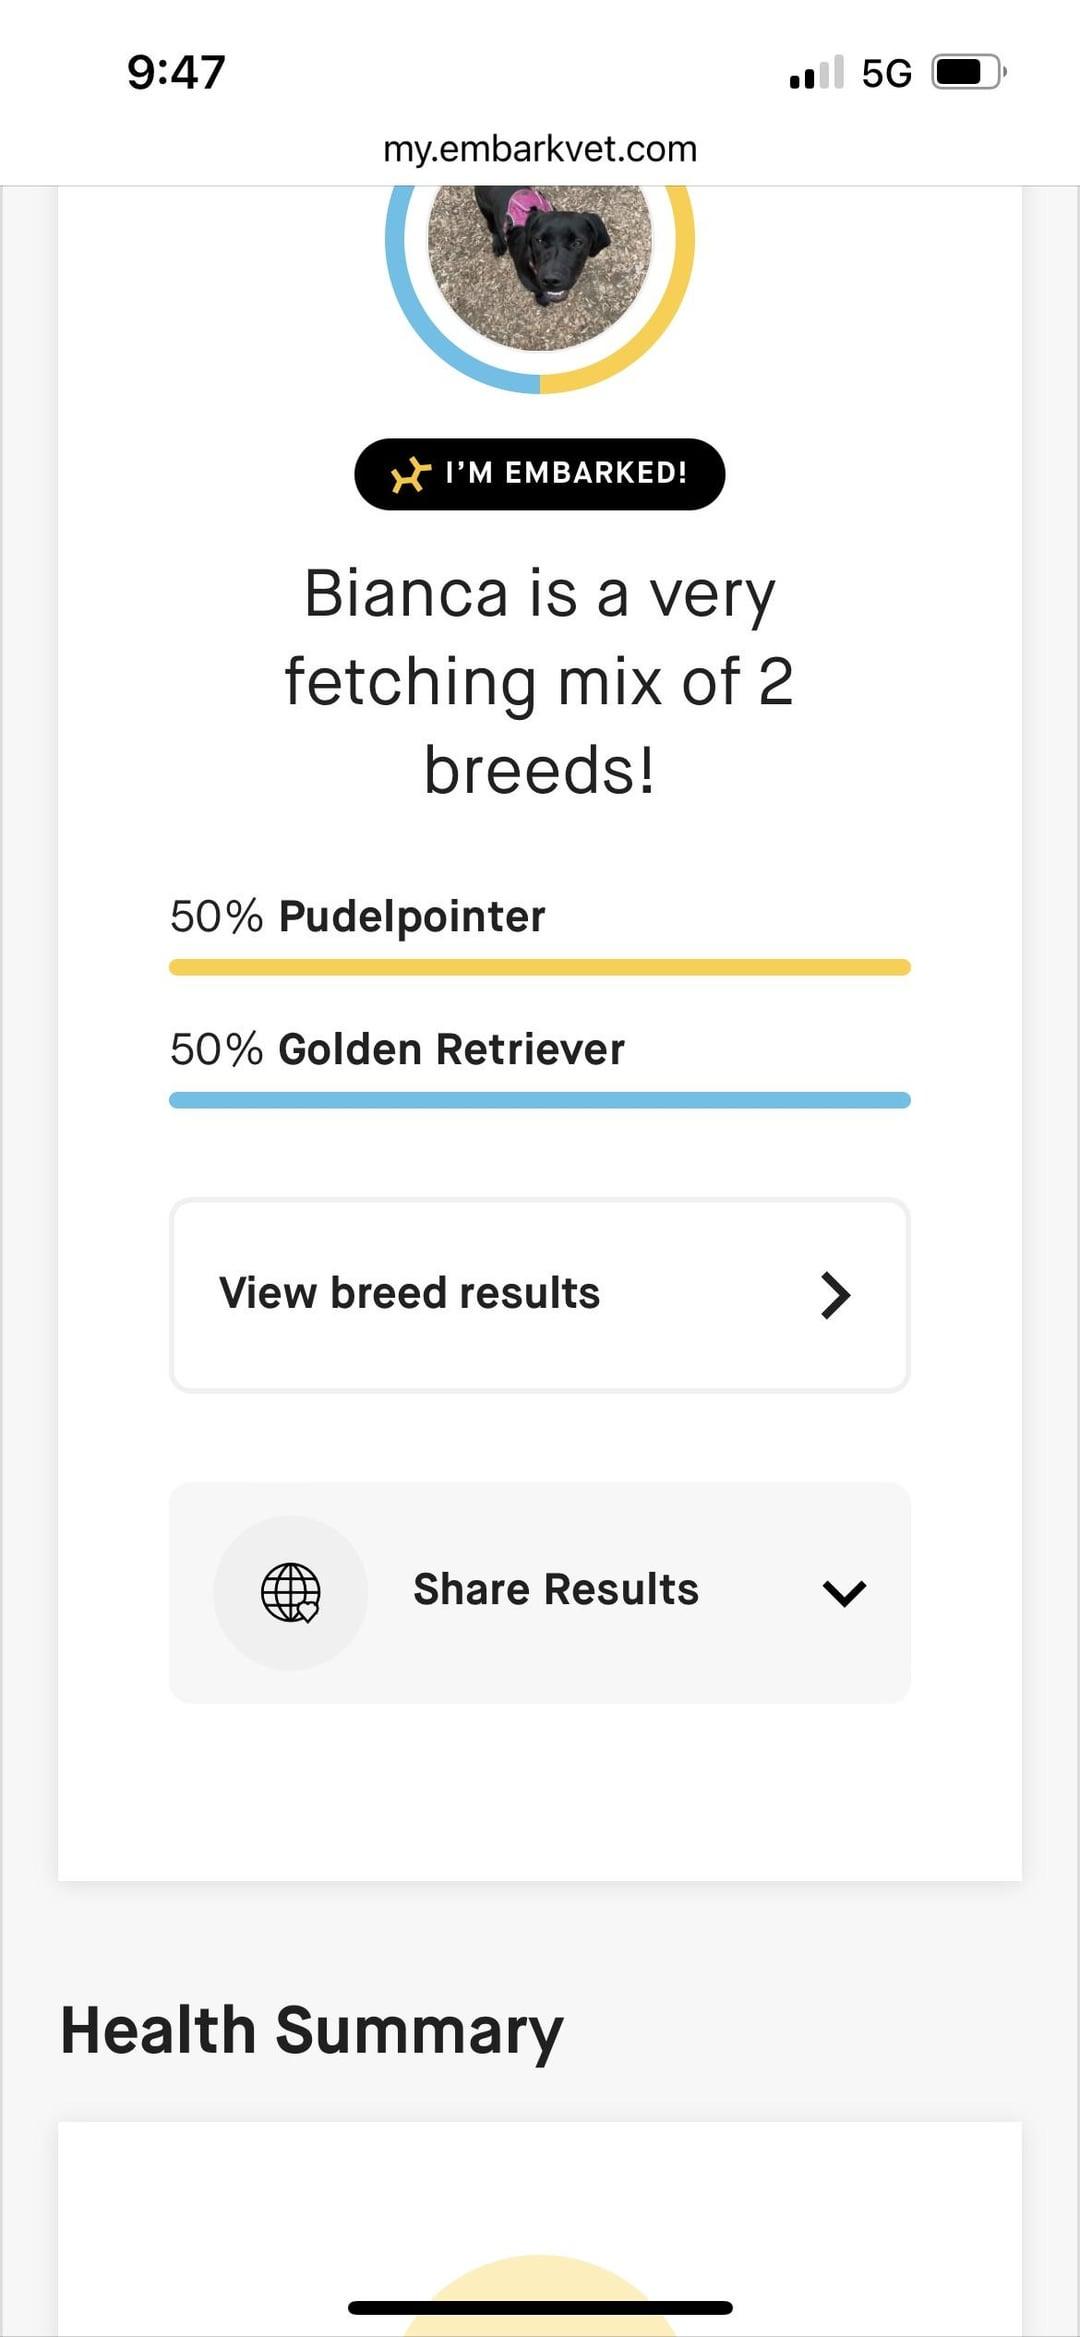 9:47
5G
my.embarkvet.com
I'M EMBARKED!
Bianca is a very
fetching mix of 2
breeds!
50% Pudelpointer
50% Golden Retriever
View breed results
Share Results
Health Summary